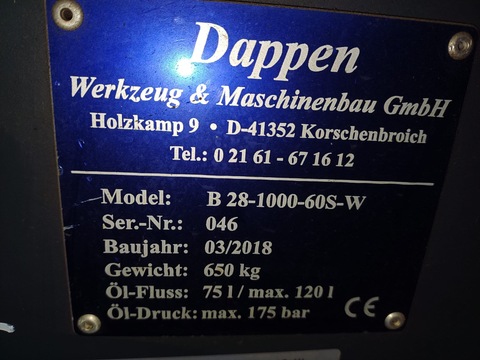 Dappen
Werkzeug & Maschinenbau GmbH
Holzkamp 9 • D-41352 Korschenbroich
Tel.: 0 21 61 - 67 16 12
Model: B 28-1000-60S-W
Ser.-Nr.: 046
Baujahr: 03/2018
Gewicht: 650 kg
Öl-Fluss: 75 l / max. 120 l
Öl-Druck: max. 175 bar CE